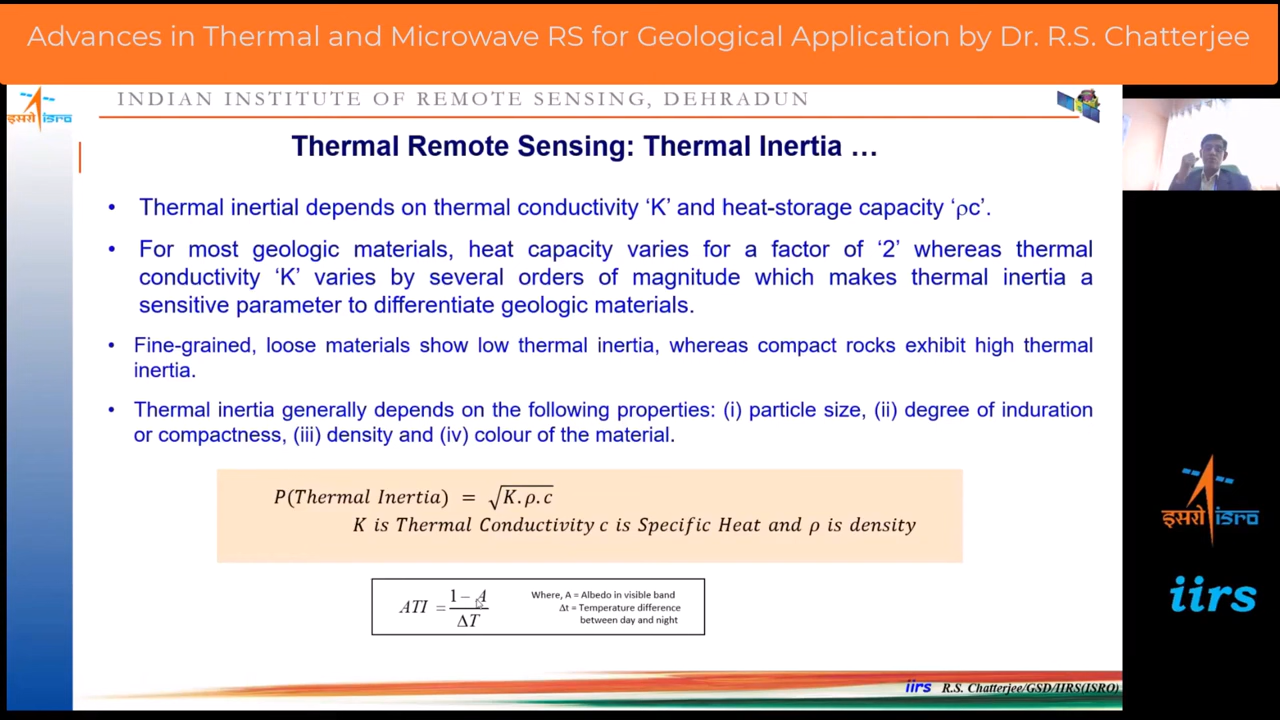 Advances in Thermal and Microwave RS for Geological Application by Dr. R.S. Chatterjee
इसरो isro
INDIAN INSTITUTE OF REMOTE SENSING, DEHRADUN
Thermal Remote Sensing: Thermal Inertia …
• Thermal inertial depends on thermal conductivity ‘K’ and heat-storage capacity ‘ρc’.
• For most geologic materials, heat capacity varies for a factor of ‘2’ whereas thermal
conductivity ‘K’ varies by several orders of magnitude which makes thermal inertia a
sensitive parameter to differentiate geologic materials.
• Fine-grained, loose materials show low thermal inertia, whereas compact rocks exhibit high thermal
inertia.
• Thermal inertia generally depends on the following properties: (i) particle size, (ii) degree of induration
or compactness, (iii) density and (iv) colour of the material.
P(Thermal Inertia) = √K.ρ.c
K is Thermal Conductivity c is Specific Heat and ρ is density
ATI = 1 – A / ΔT
Where, A = Albedo in visible band
Δt = Temperature difference
between day and night
इसरो isro
iirs
iirs R.S. Chatterjee/GSD/IIRS(ISRO)